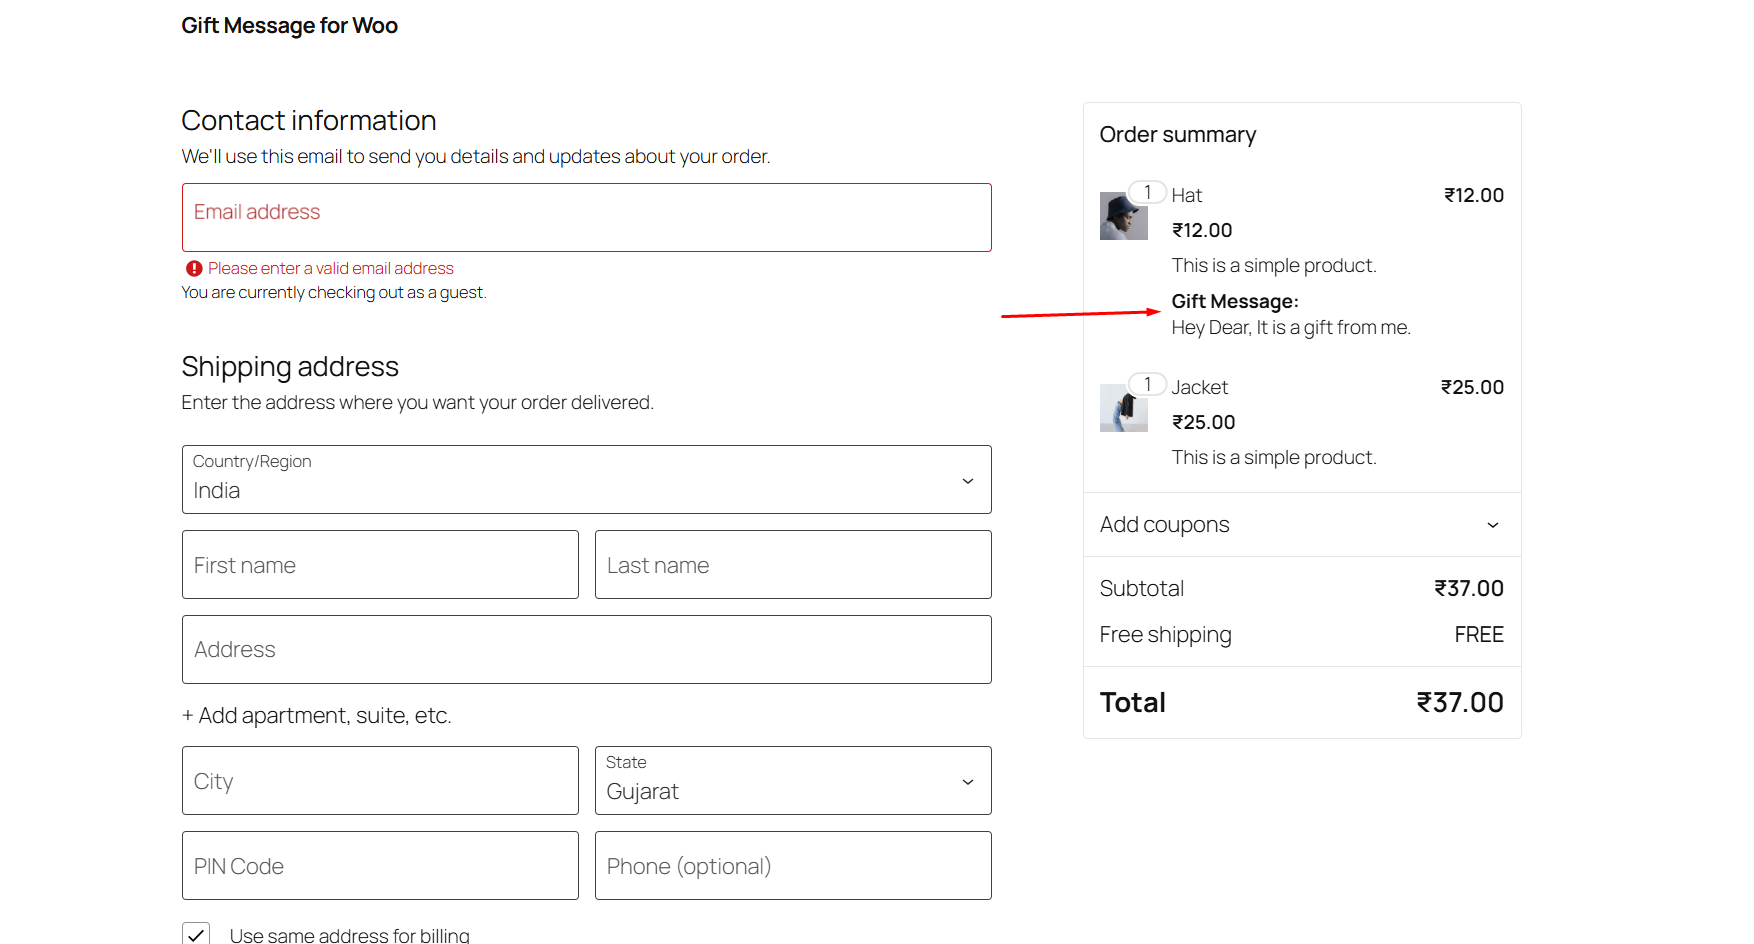 Gift Message for Woo
Contact information
We'll use this email to send you details and updates about your order.
Email address
Please enter a valid email address
You are currently checking out as a guest.
Shipping address
Enter the address where you want your order delivered.
Country/Region
India
First name
Last name
Address
+ Add apartment, suite, etc.
City
State
Gujarat
PIN Code
Phone (optional)
Use same address for billing
Order summary
1
Hat
₹12.00
₹12.00
This is a simple product.
Gift Message:
Hey Dear, It is a gift from me.
1
Jacket
₹25.00
₹25.00
This is a simple product.
Add coupons
Subtotal
₹37.00
Free shipping
FREE
Total
₹37.00